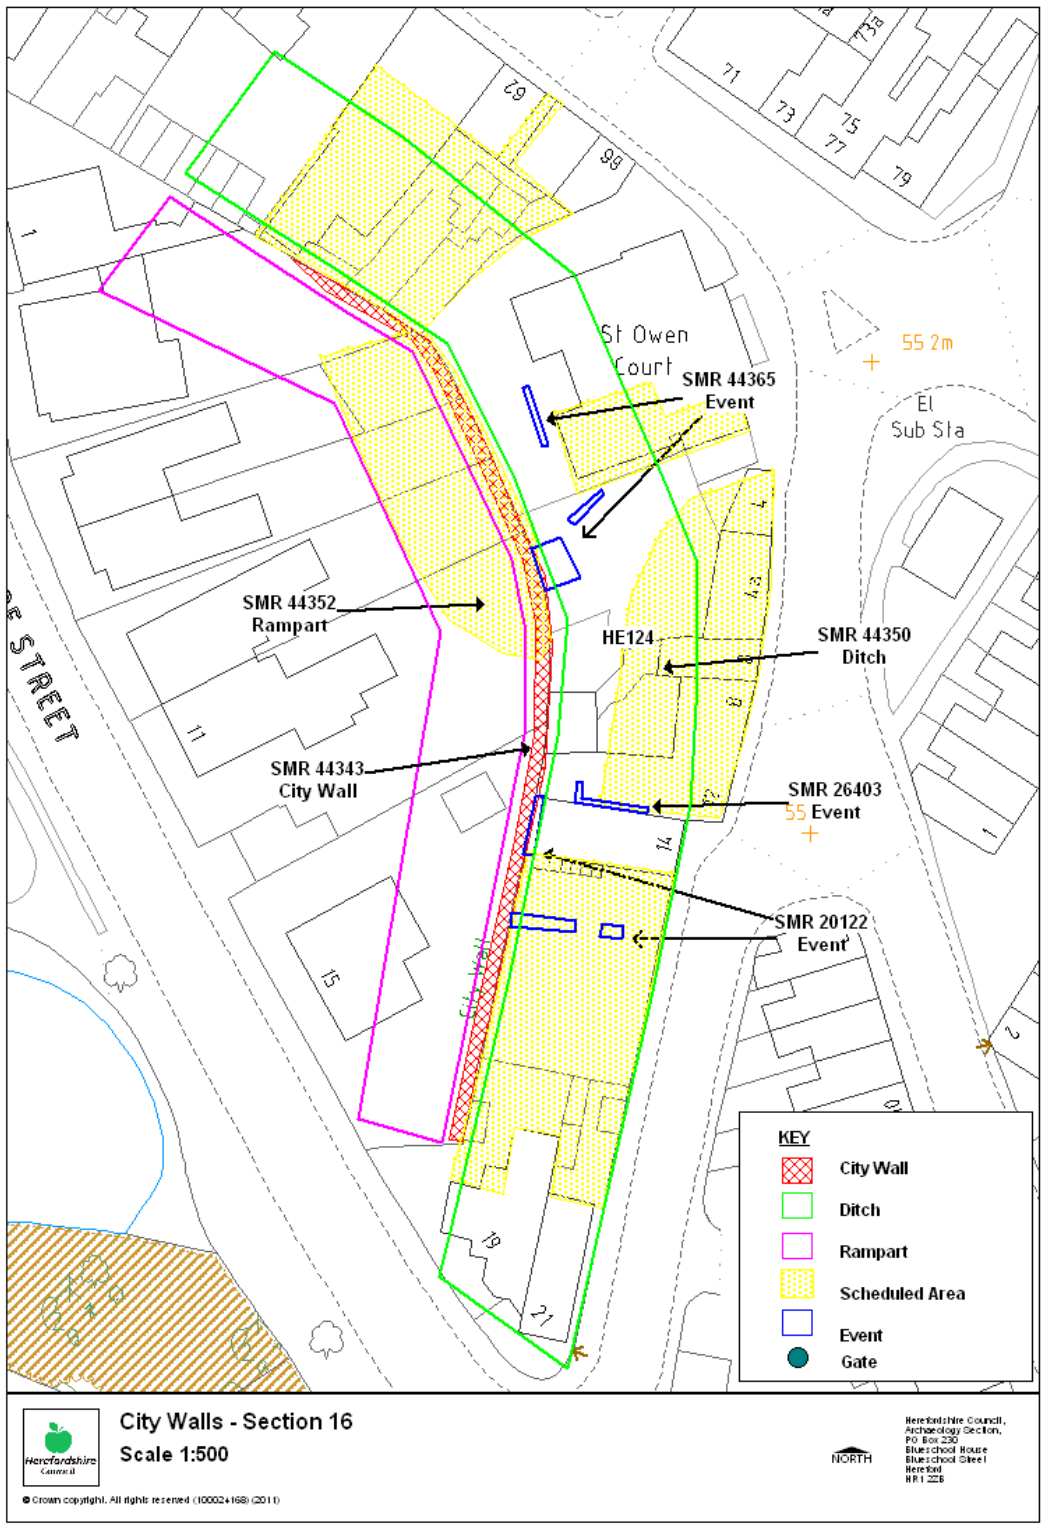 71
73
73a
75
77
79
62
66
1
St Owen
Court
55 2m
SMR 44365
Event
El
Sub Sta
4
SMR 44352
Rampart
HE124
SMR 44350
Ditch
8
STREET
11
SMR 44343
City Wall
SMR 26403
Event
55
12
14
1
SMR 20122
Event
15
City Wall
2
19
21
KEY
City Wall
Ditch
Rampart
Scheduled Area
Event
Gate
City Walls - Section 16
Scale 1:500
Herefordshire
Council
NORTH
Herefordshire Council,
Archaeology Section,
PO Box 230
Blueschool House
Blueschool Street
Hereford
HR1 2ZB
© Crown copyright. All rights reserved (100024168) (2011)